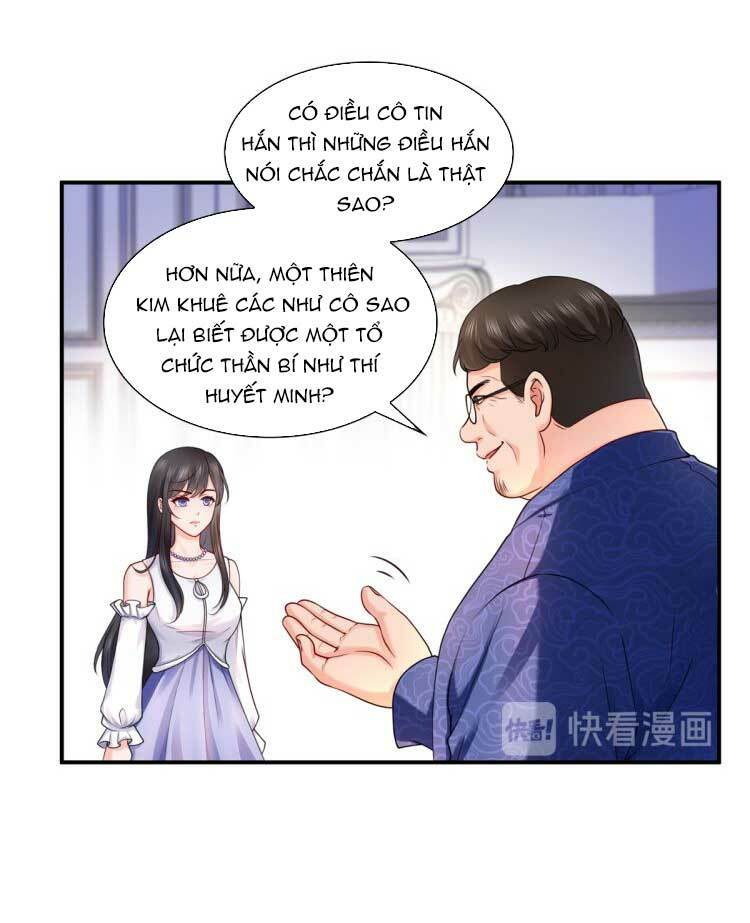 CÓ ĐIỀU CÔ TIN
HẮN THÌ NHỮNG ĐIỀU HẮN
NÓI CHẮC CHẮN LÀ THẬT
SAO?
HƠN NỮA, MỘT THIÊN
KIM KHUÊ CÁC NHƯ CÔ SAO
LẠI BIẾT ĐƯỢC MỘT TỔ
CHỨC THẦN BÍ NHƯ THÍ
HUYẾT MINH?
快看! 快看漫画